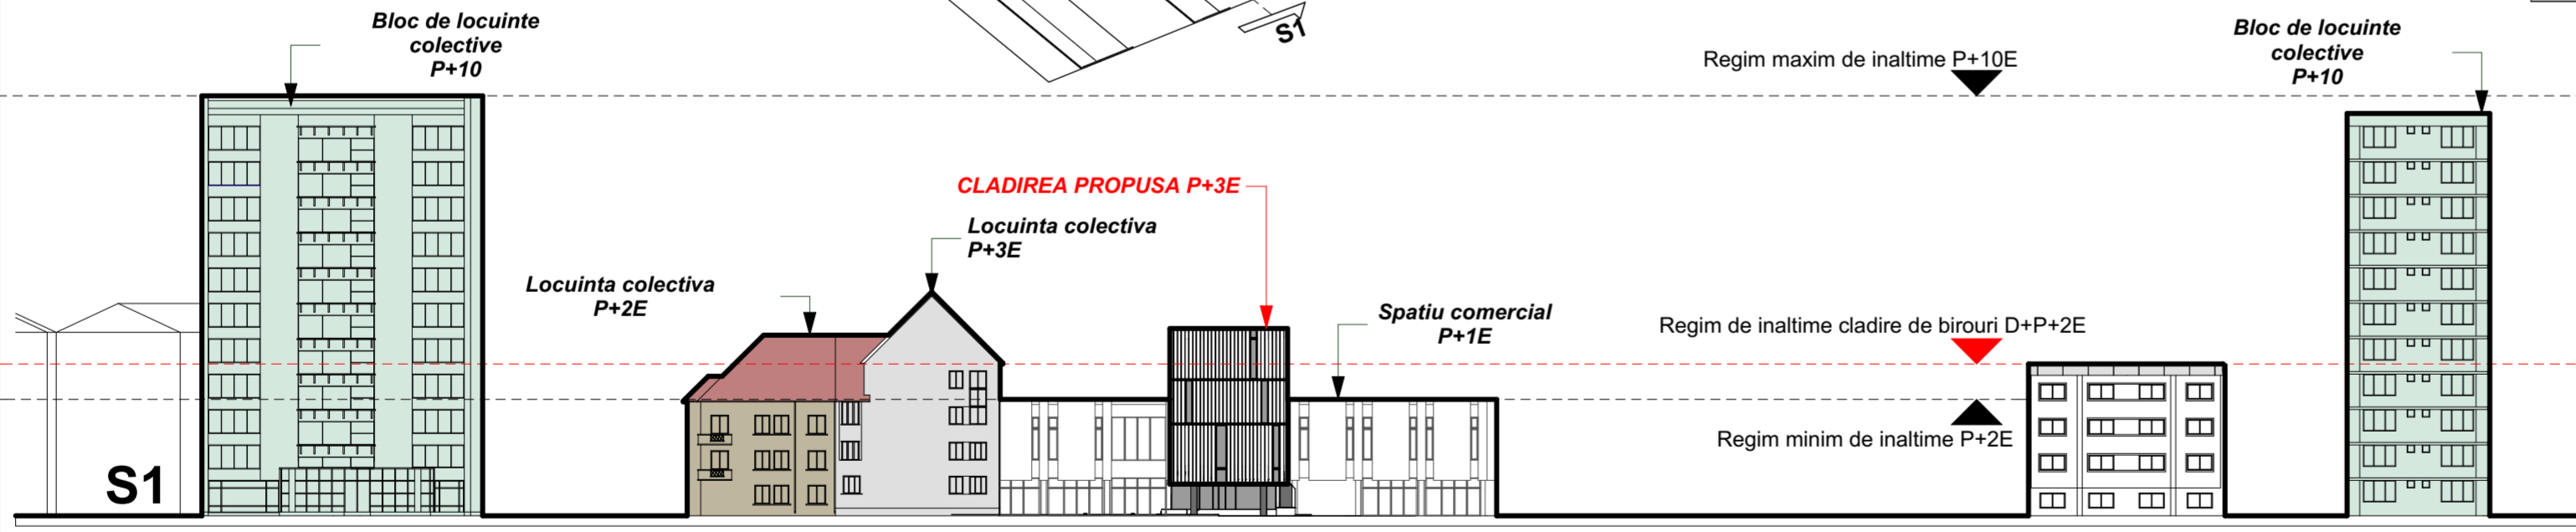 Bloc de locuinte
colective
P+10
S1
Regim maxim de inaltime P+10E
Bloc de locuinte
colective
P+10
CLADIREA PROPUSA P+3E
Locuinta colectiva
P+3E
Locuinta colectiva
P+2E
Spatiu comercial
P+1E
Regim de inaltime cladire de birouri D+P+2E
Regim minim de inaltime P+2E
S1